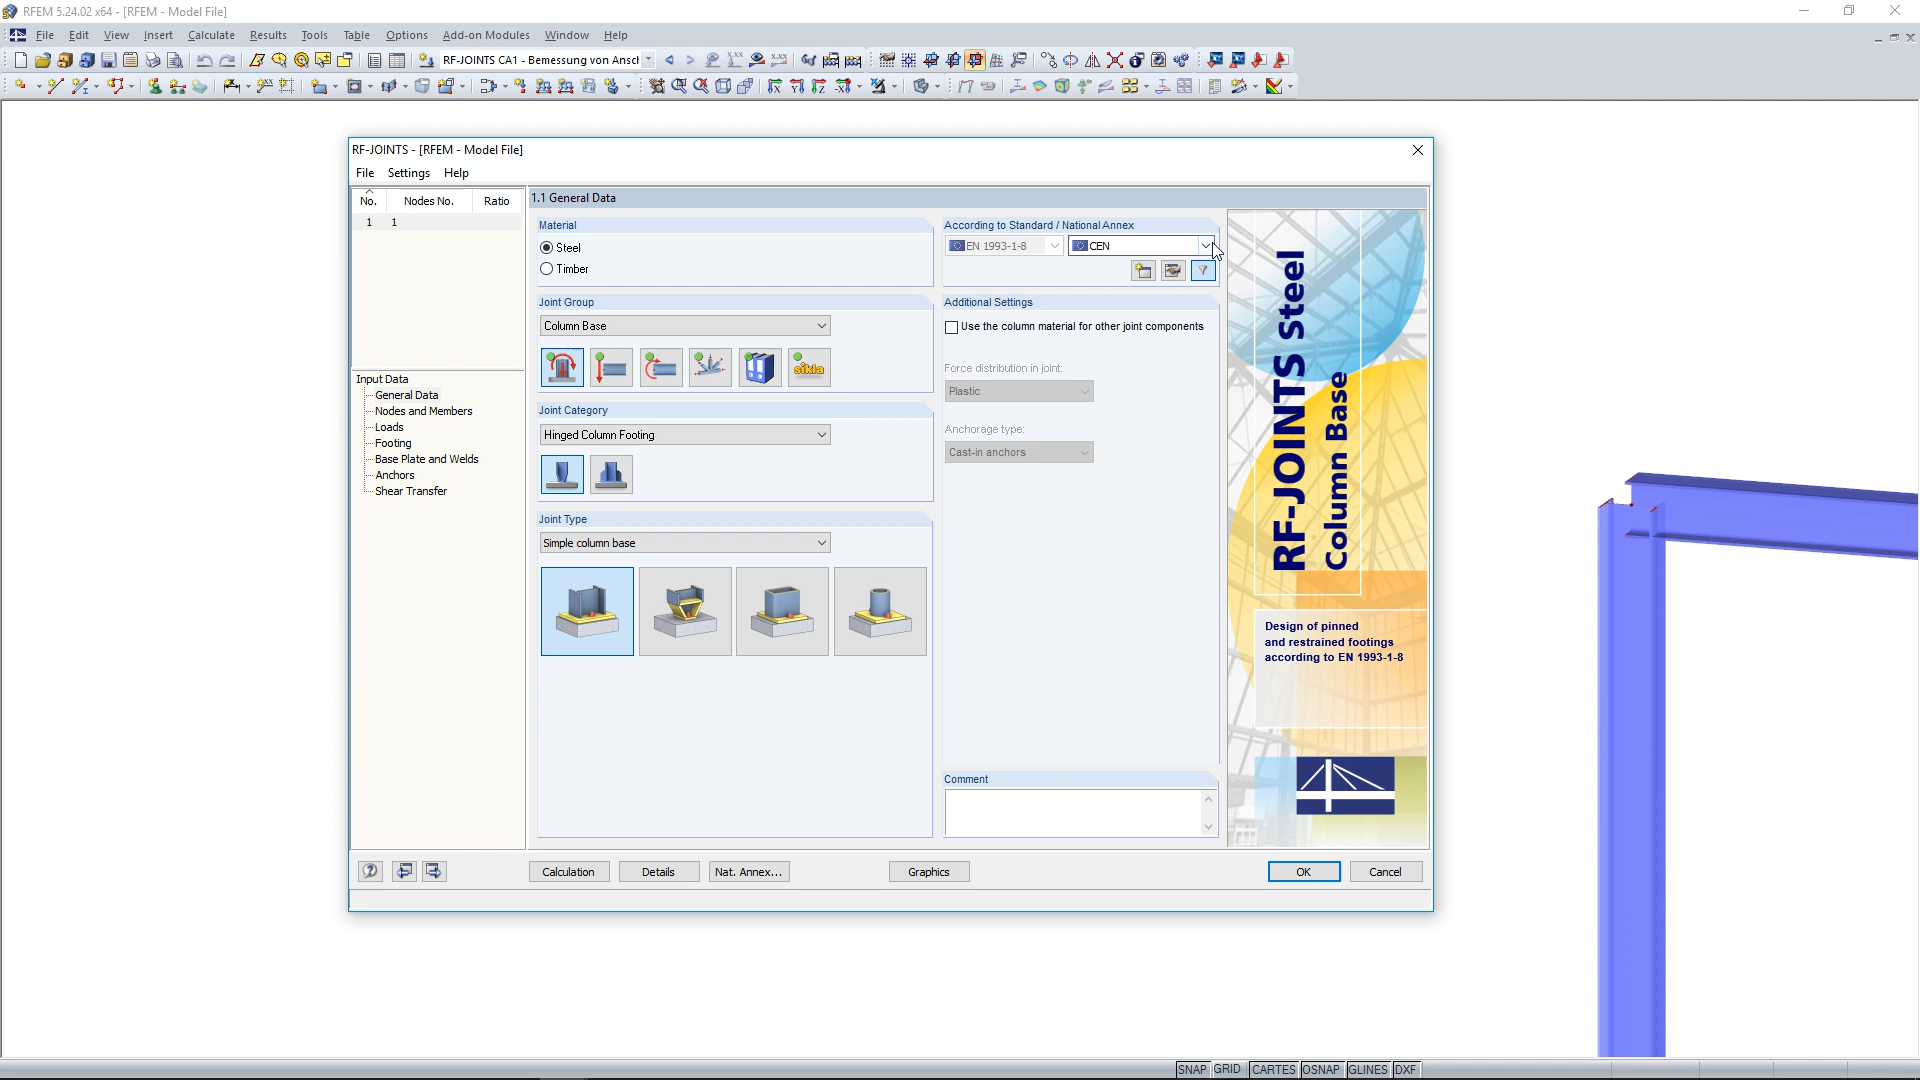 RFEM 5.24.02 x64 - [RFEM - Model File]
File Edit View Insert Calculate Results Tools Table Options Add-on Modules Window Help
RF-JOINTS CA1 - Bemessung von Ansch
RF-JOINTS - [RFEM - Model File]
File Settings Help
No. Nodes No. Ratio
1 1
Input Data
General Data
Nodes and Members
Loads
Footing
Base Plate and Welds
Anchors
Shear Transfer
1.1 General Data
Material
Steel
Timber
Joint Group
Column Base
sikla
Joint Category
Hinged Column Footing
Joint Type
Simple column base
According to Standard / National Annex
EN 1993-1-8 CEN
Additional Settings
Use the column material for other joint components
Force distribution in joint:
Plastic
Anchorage type:
Cast-in anchors
Comment
RF-JOINTS Steel
Column Base
Design of pinned
and restrained footings
according to EN 1993-1-8
Calculation Details Nat. Annex... Graphics OK Cancel
SNAP GRID CARTES OSNAP GLINES DXF